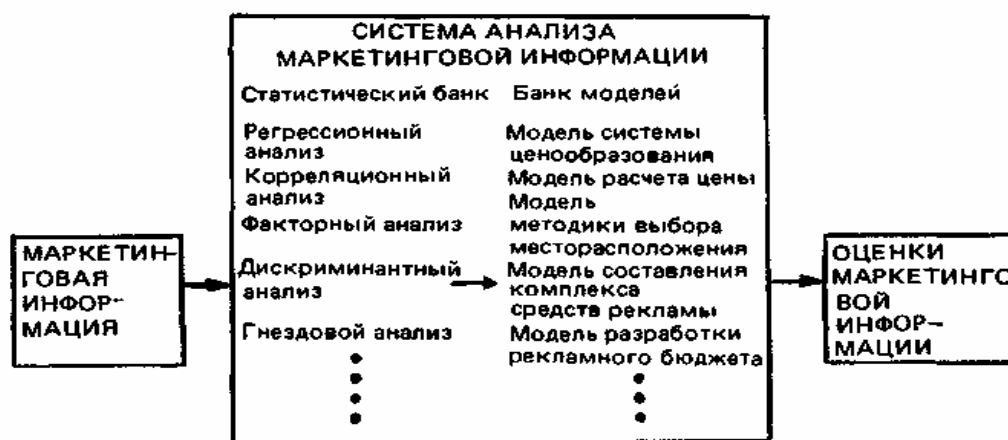 СИСТЕМА АНАЛИЗА
МАРКЕТИНГОВОЙ ИНФОРМАЦИИ
Статистический банк
Регрессионный
анализ
Корреляционный
анализ
Факторный анализ
Дискриминантный
анализ
Гнездовой анализ
Банк моделей
Модель системы
ценообразования
Модель расчета цены
Модель
методики выбора
месторасположения
Модель составления
комплекса
средств рекламы
Модель разработки
рекламного бюджета
МАРКЕТИН-
ГОВАЯ
ИНФОР-
МАЦИЯ
ОЦЕНКИ
МАРКЕТИНГО
ВОЙ
ИНФОР-
МАЦИИ